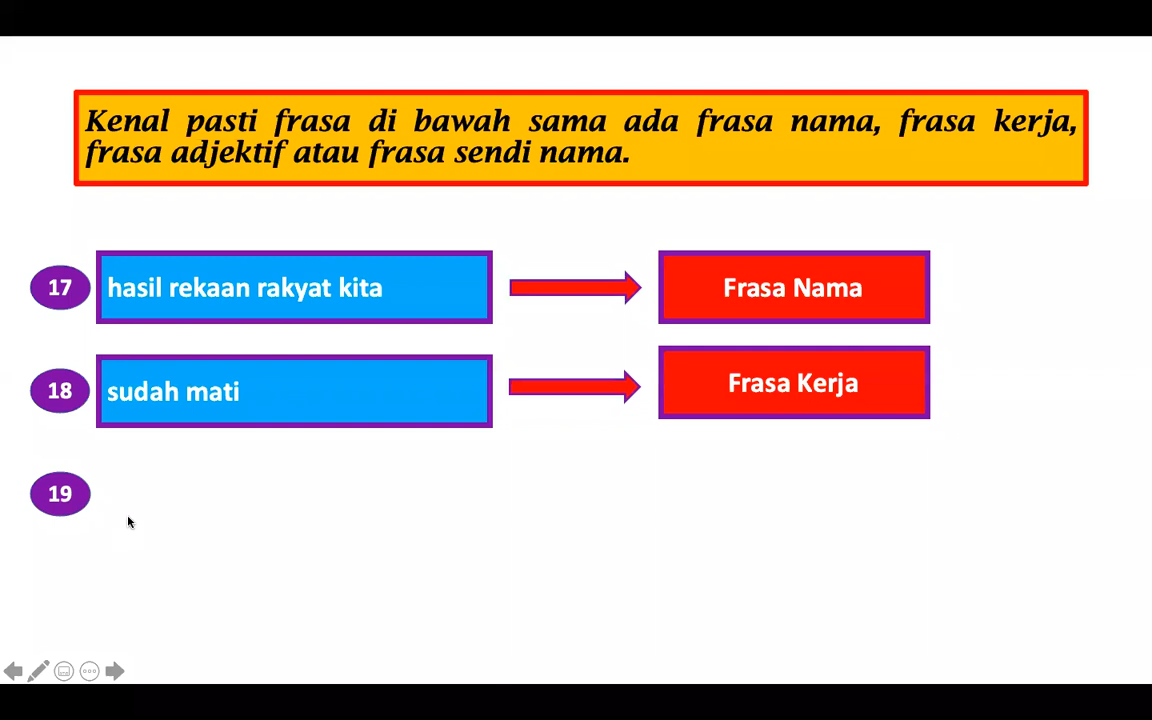 Kenal pasti frasa di bawah sama ada frasa nama, frasa kerja,
frasa adjektif atau frasa sendi nama.
17 hasil rekaan rakyat kita Frasa Nama
18 sudah mati Frasa Kerja
19